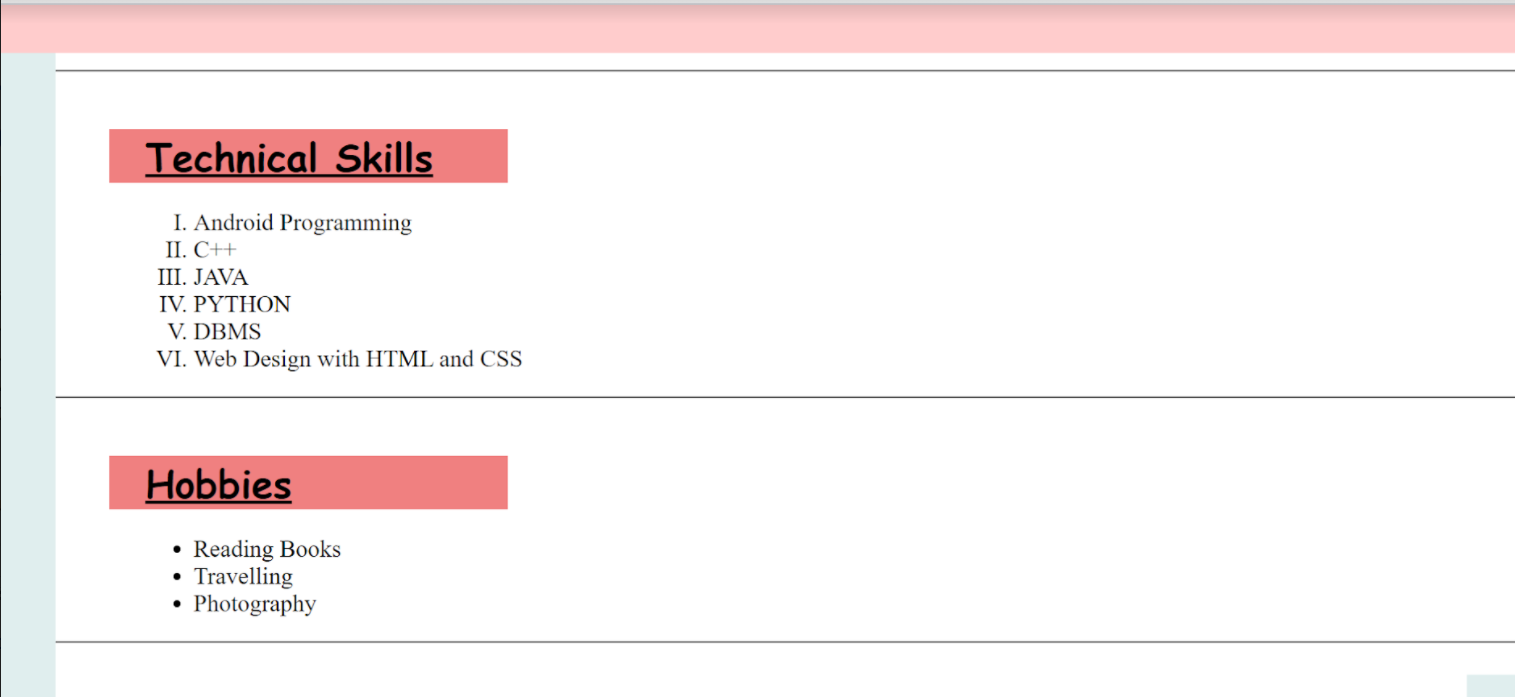 Technical Skills
I. Android Programming
II. C++
III. JAVA
IV. PYTHON
V. DBMS
VI. Web Design with HTML and CSS
Hobbies
• Reading Books
• Travelling
• Photography